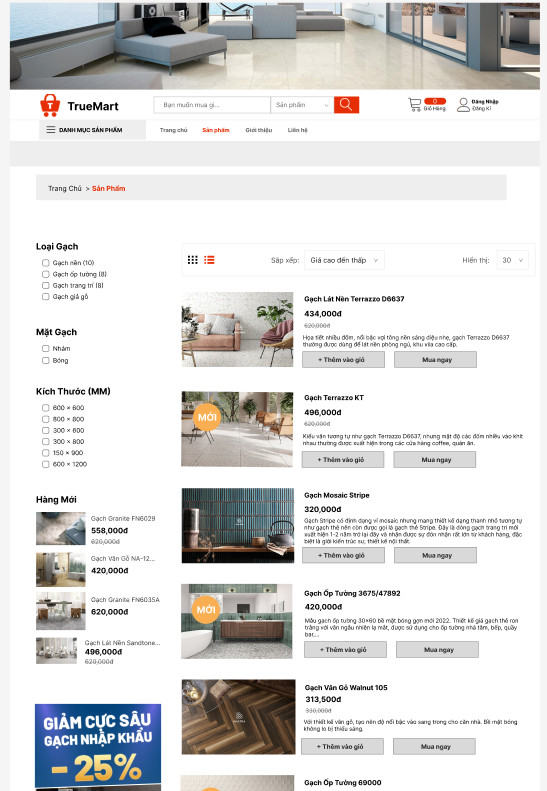 TrueMart
Bạn muốn mua gì...
Sản phẩm
0
Giỏ Hàng
Đăng Nhập
Đăng Kí
DANH MỤC SẢN PHẨM
Trang chủ
Sản phẩm
Giới thiệu
Liên hệ
Trang Chủ > Sản Phẩm
Loại Gạch
Gạch nền (10)
Gạch ốp tường (8)
Gạch trang trí (8)
Gạch giả gỗ
Mặt Gạch
Nhám
Bóng
Kích Thước (MM)
600 x 600
800 x 800
300 x 600
300 x 800
150 x 900
600 x 1200
Hàng Mới
Gạch Granite FN6029
558,000đ
620,000đ
Gạch Vân Gỗ NA-12...
420,000đ
Gạch Granite FN6035A
620,000đ
Gạch Lát Nền Sandtone...
496,000đ
620,000đ
GIẢM CỰC SÂU
GẠCH NHẬP KHẨU
- 25%
Sắp xếp:
Giá cao đến thấp
Hiển thị:
30
Gạch Lát Nền Terrazzo D6637
434,000đ
620,000đ
Họa tiết nhiều đốm, nổi bậc với tông nền sáng diệu nhẹ, gạch Terrazzo D6637
thường được dùng để lát nền phòng ngủ, khu vila cao cấp.
+ Thêm vào giỏ
Mua ngay
MỚI
Gạch Terrazzo KT
496,000đ
620,000đ
Kiểu vân tương tự như gạch Terrazzo D6637, nhưng mật độ các đốm nhiều vào khít
nhau thường được xuất hiện trong các cửa hàng coffee, quán ăn.
+ Thêm vào giỏ
Mua ngay
Gạch Mosaic Stripe
320,000đ
Gạch Stripe có định dạng vỉ mosaic nhưng mang thiết kế dạng thanh nhỏ tương tự
như gạch thẻ nên còn được gọi là gạch thẻ Stripe. Đây là dòng gạch trang trí mới
xuất hiện 1-2 năm trở lại đây và nhận được sự đón nhận rất lớn từ khách hàng, đặc
biệt là giới kiến trúc sư, thiết kế nội thất.
+ Thêm vào giỏ
Mua ngay
MỚI
Gạch Ốp Tường 3675/47892
420,000đ
Mẫu gạch ốp tường 30x60 bề mặt bóng gợn mới 2022. Thiết kế giả gạch thẻ ron
trắng với vân ngẫu nhiên lạ mắt, được sử dụng cho ốp tường nhà tắm, bếp, quầy
bar,...
+ Thêm vào giỏ
Mua ngay
Gạch Vân Gỗ Walnut 105
313,500đ
330,000đ
Với thiết kế vân gỗ, tạo nên độ nổi bậc vào sang trong cho căn nhà. Bề mặt bóng
không lo bị thiếu sáng.
+ Thêm vào giỏ
Mua ngay
Gạch Ốp Tường 69000